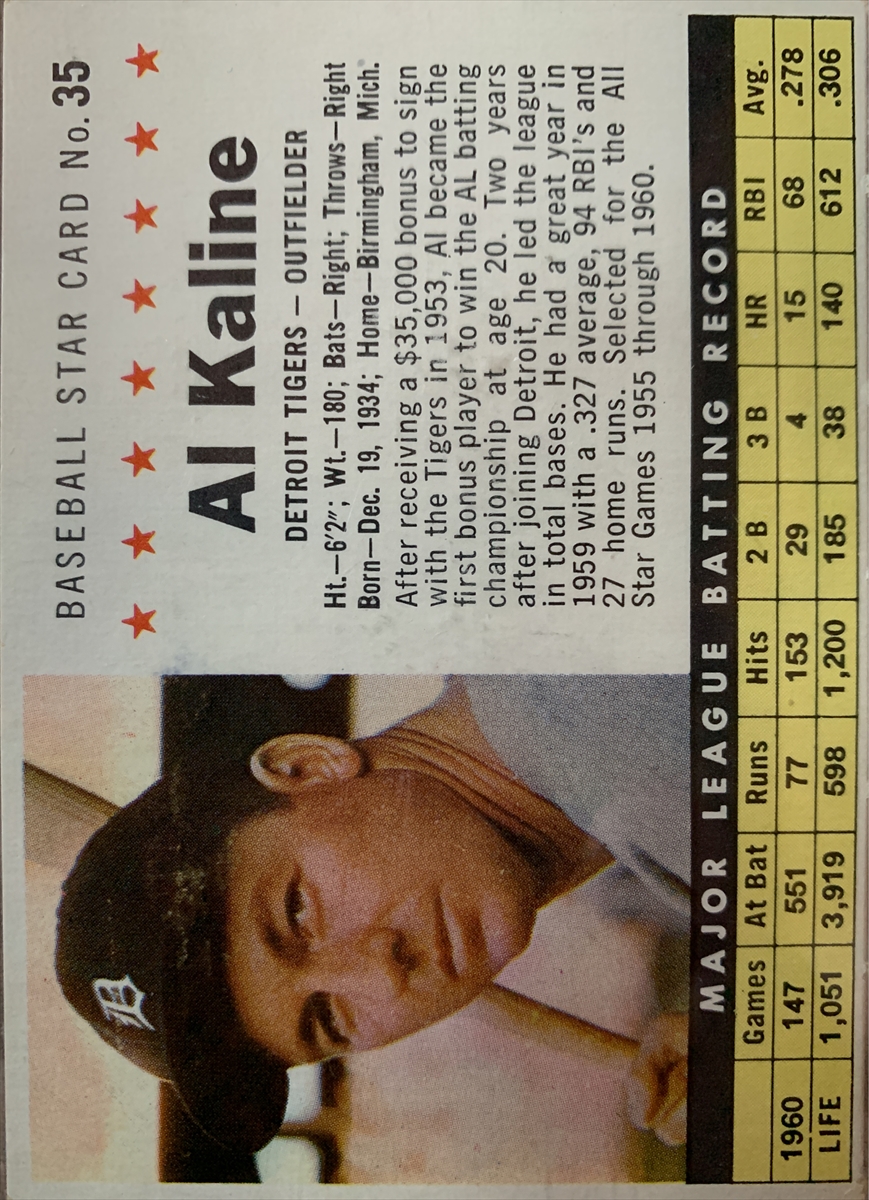 BASEBALL STAR CARD No. 35
★ ★ ★ ★ ★ ★ ★ ★
Al Kaline
DETROIT TIGERS — OUTFIELDER
Ht.—6'2"; Wt.—180; Bats—Right; Throws—Right
Born—Dec. 19, 1934; Home—Birmingham, Mich.
After receiving a $35,000 bonus to sign
with the Tigers in 1953, Al became the
first bonus player to win the AL batting
championship at age 20. Two years
after joining Detroit, he led the league
in total bases. He had a great year in
1959 with a .327 average, 94 RBI's and
27 home runs. Selected for the All
Star Games 1955 through 1960.
D
MAJOR LEAGUE BATTING RECORD
Games At Bat Runs Hits 2 B 3 B HR RBI Avg.
1960 147 551 77 153 29 4 15 68 .278
LIFE 1,051 3,919 598 1,200 185 38 140 612 .306